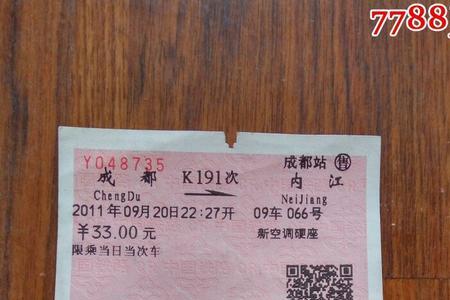 7788
Y048735 成都站 售
成都 K191次 内江
ChengDu NeiJiang
2011年09月20日22:27开 09车066号
¥33.00元 新空调硬座
限乘当日当次车